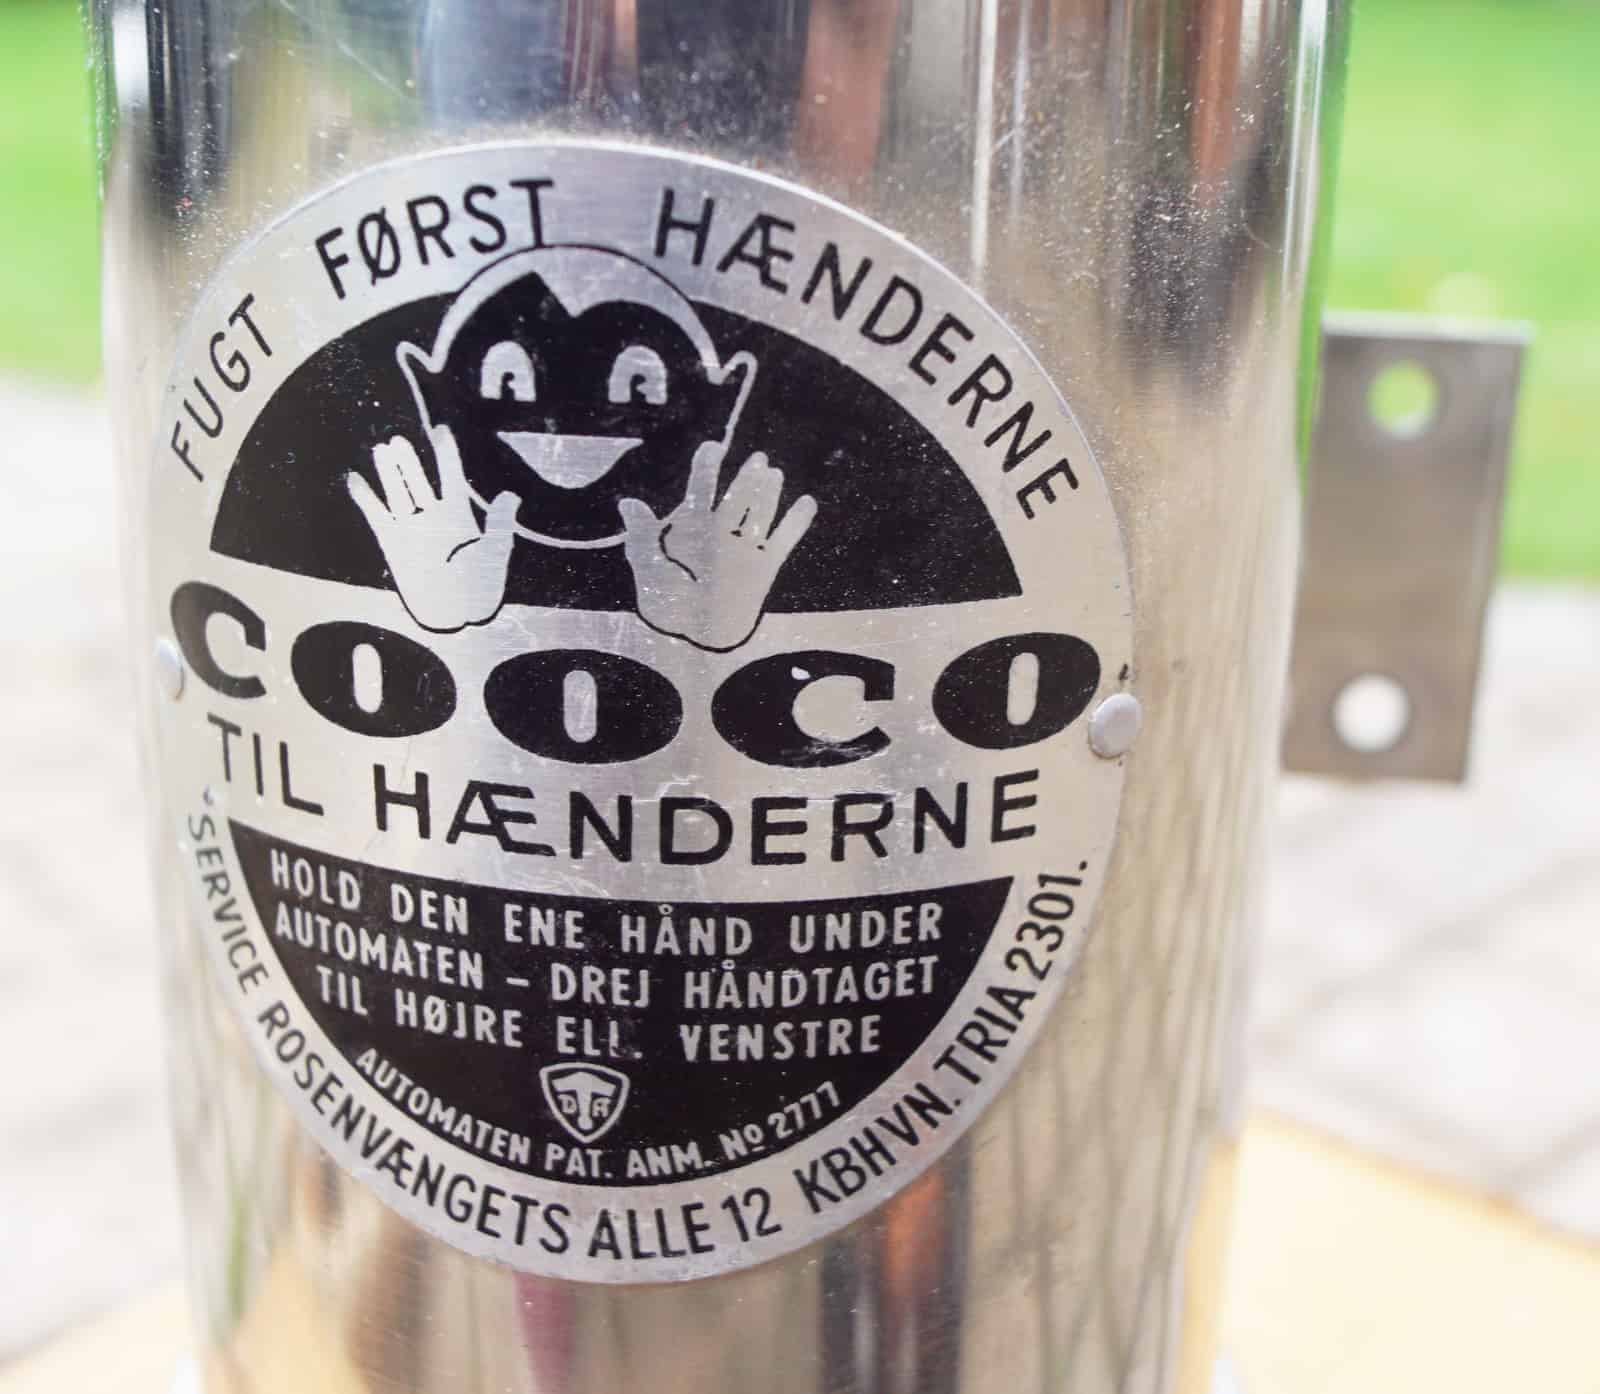 FUGT FØRST HÆNDERNE
COOCO
TIL HÆNDERNE
HOLD DEN ENE HÅND UNDER
AUTOMATEN - DREJ HÅNDTAGET
TIL HØJRE ELL. VENSTRE
DTA
AUTOMATEN PAT. ANM. No 2777
SERVICE ROSENVÆNGETS ALLE 12 KBHVN. TRIA 2301.